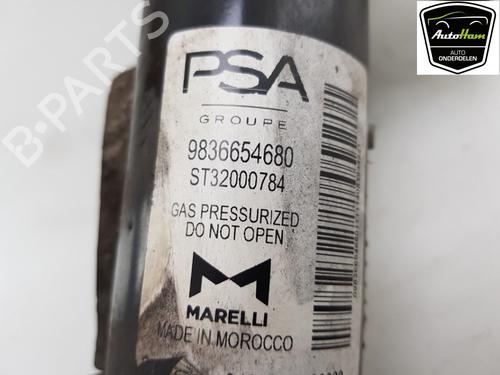 PSA
GROUPE
9836654680
ST32000784
GAS PRESSURIZED
DO NOT OPEN
MARELLI
MADE IN MOROCCO
AutoHam
AUTO
ONDERDELEN
B-PARTS